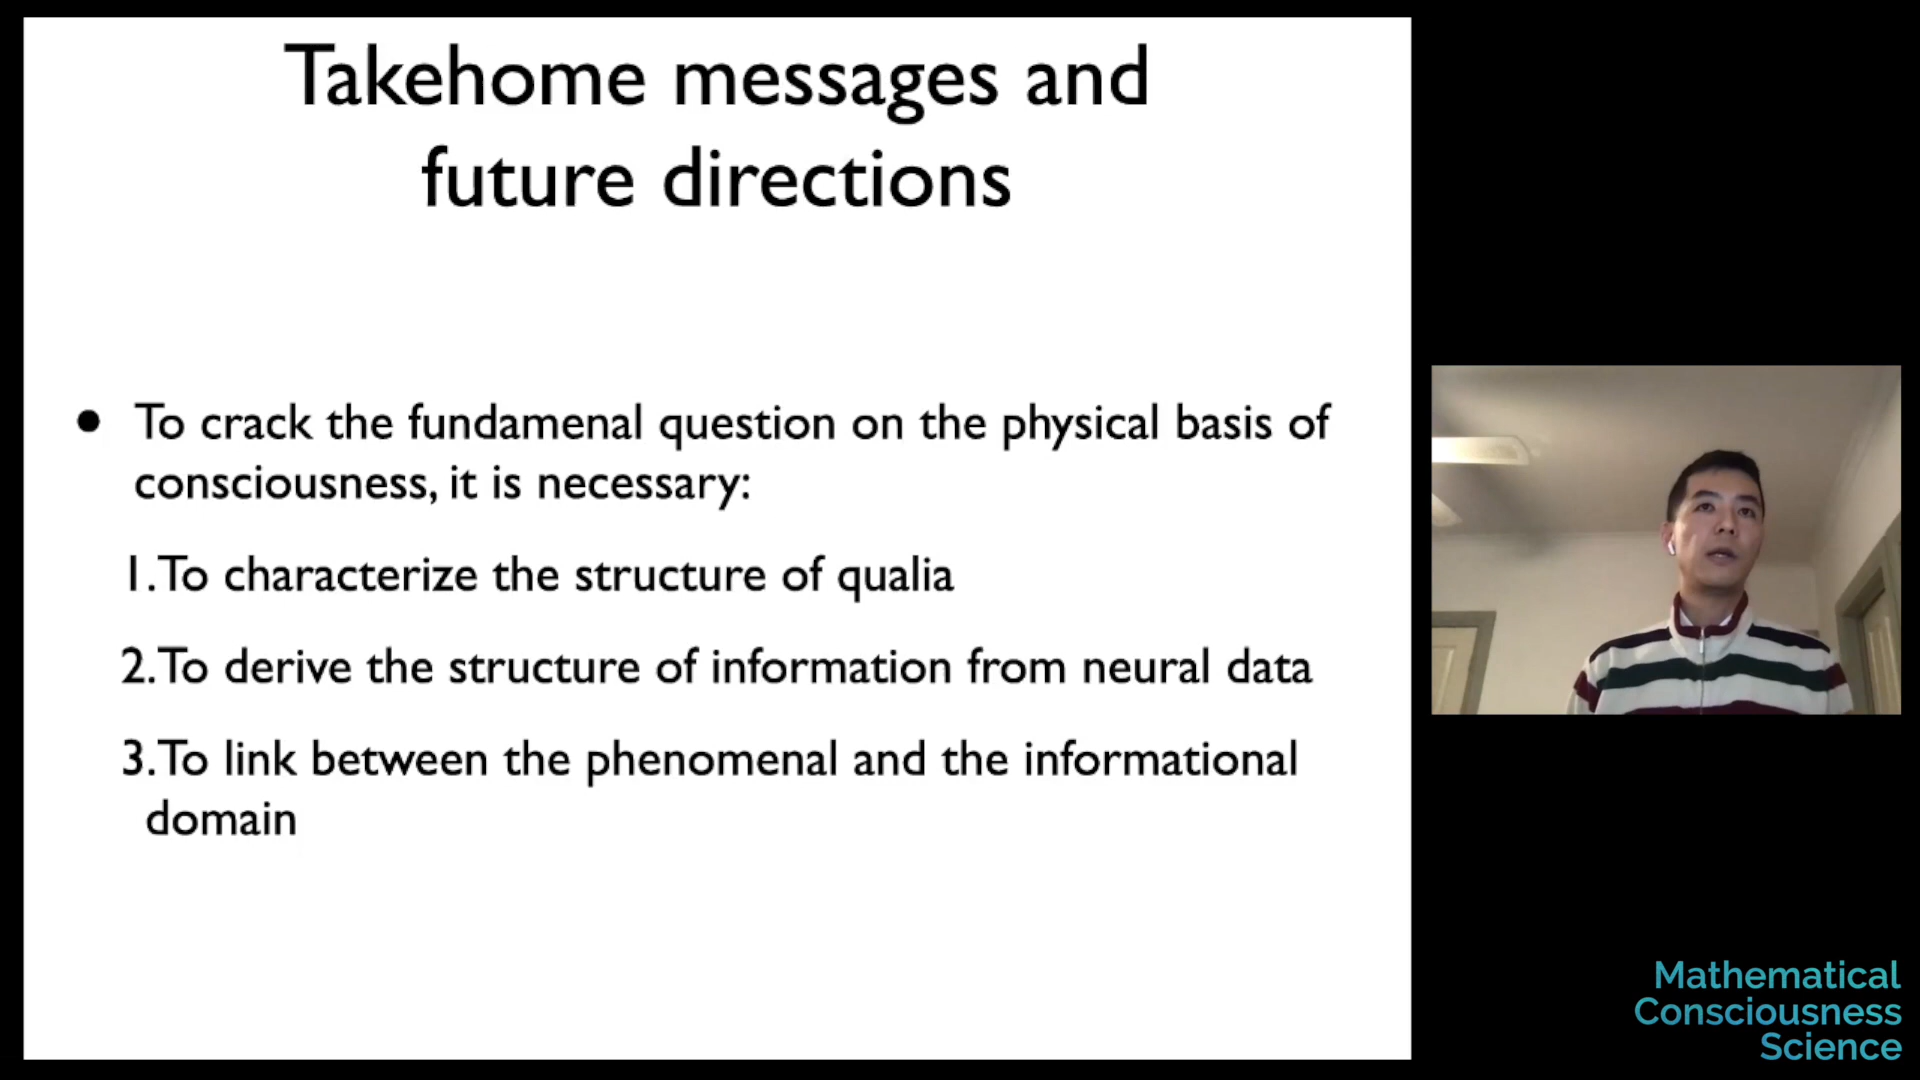 Takehome messages and
future directions
• To crack the fundamenal question on the physical basis of
consciousness, it is necessary:
1.To characterize the structure of qualia
2.To derive the structure of information from neural data
3.To link between the phenomenal and the informational
domain
Mathematical
Consciousness
Science